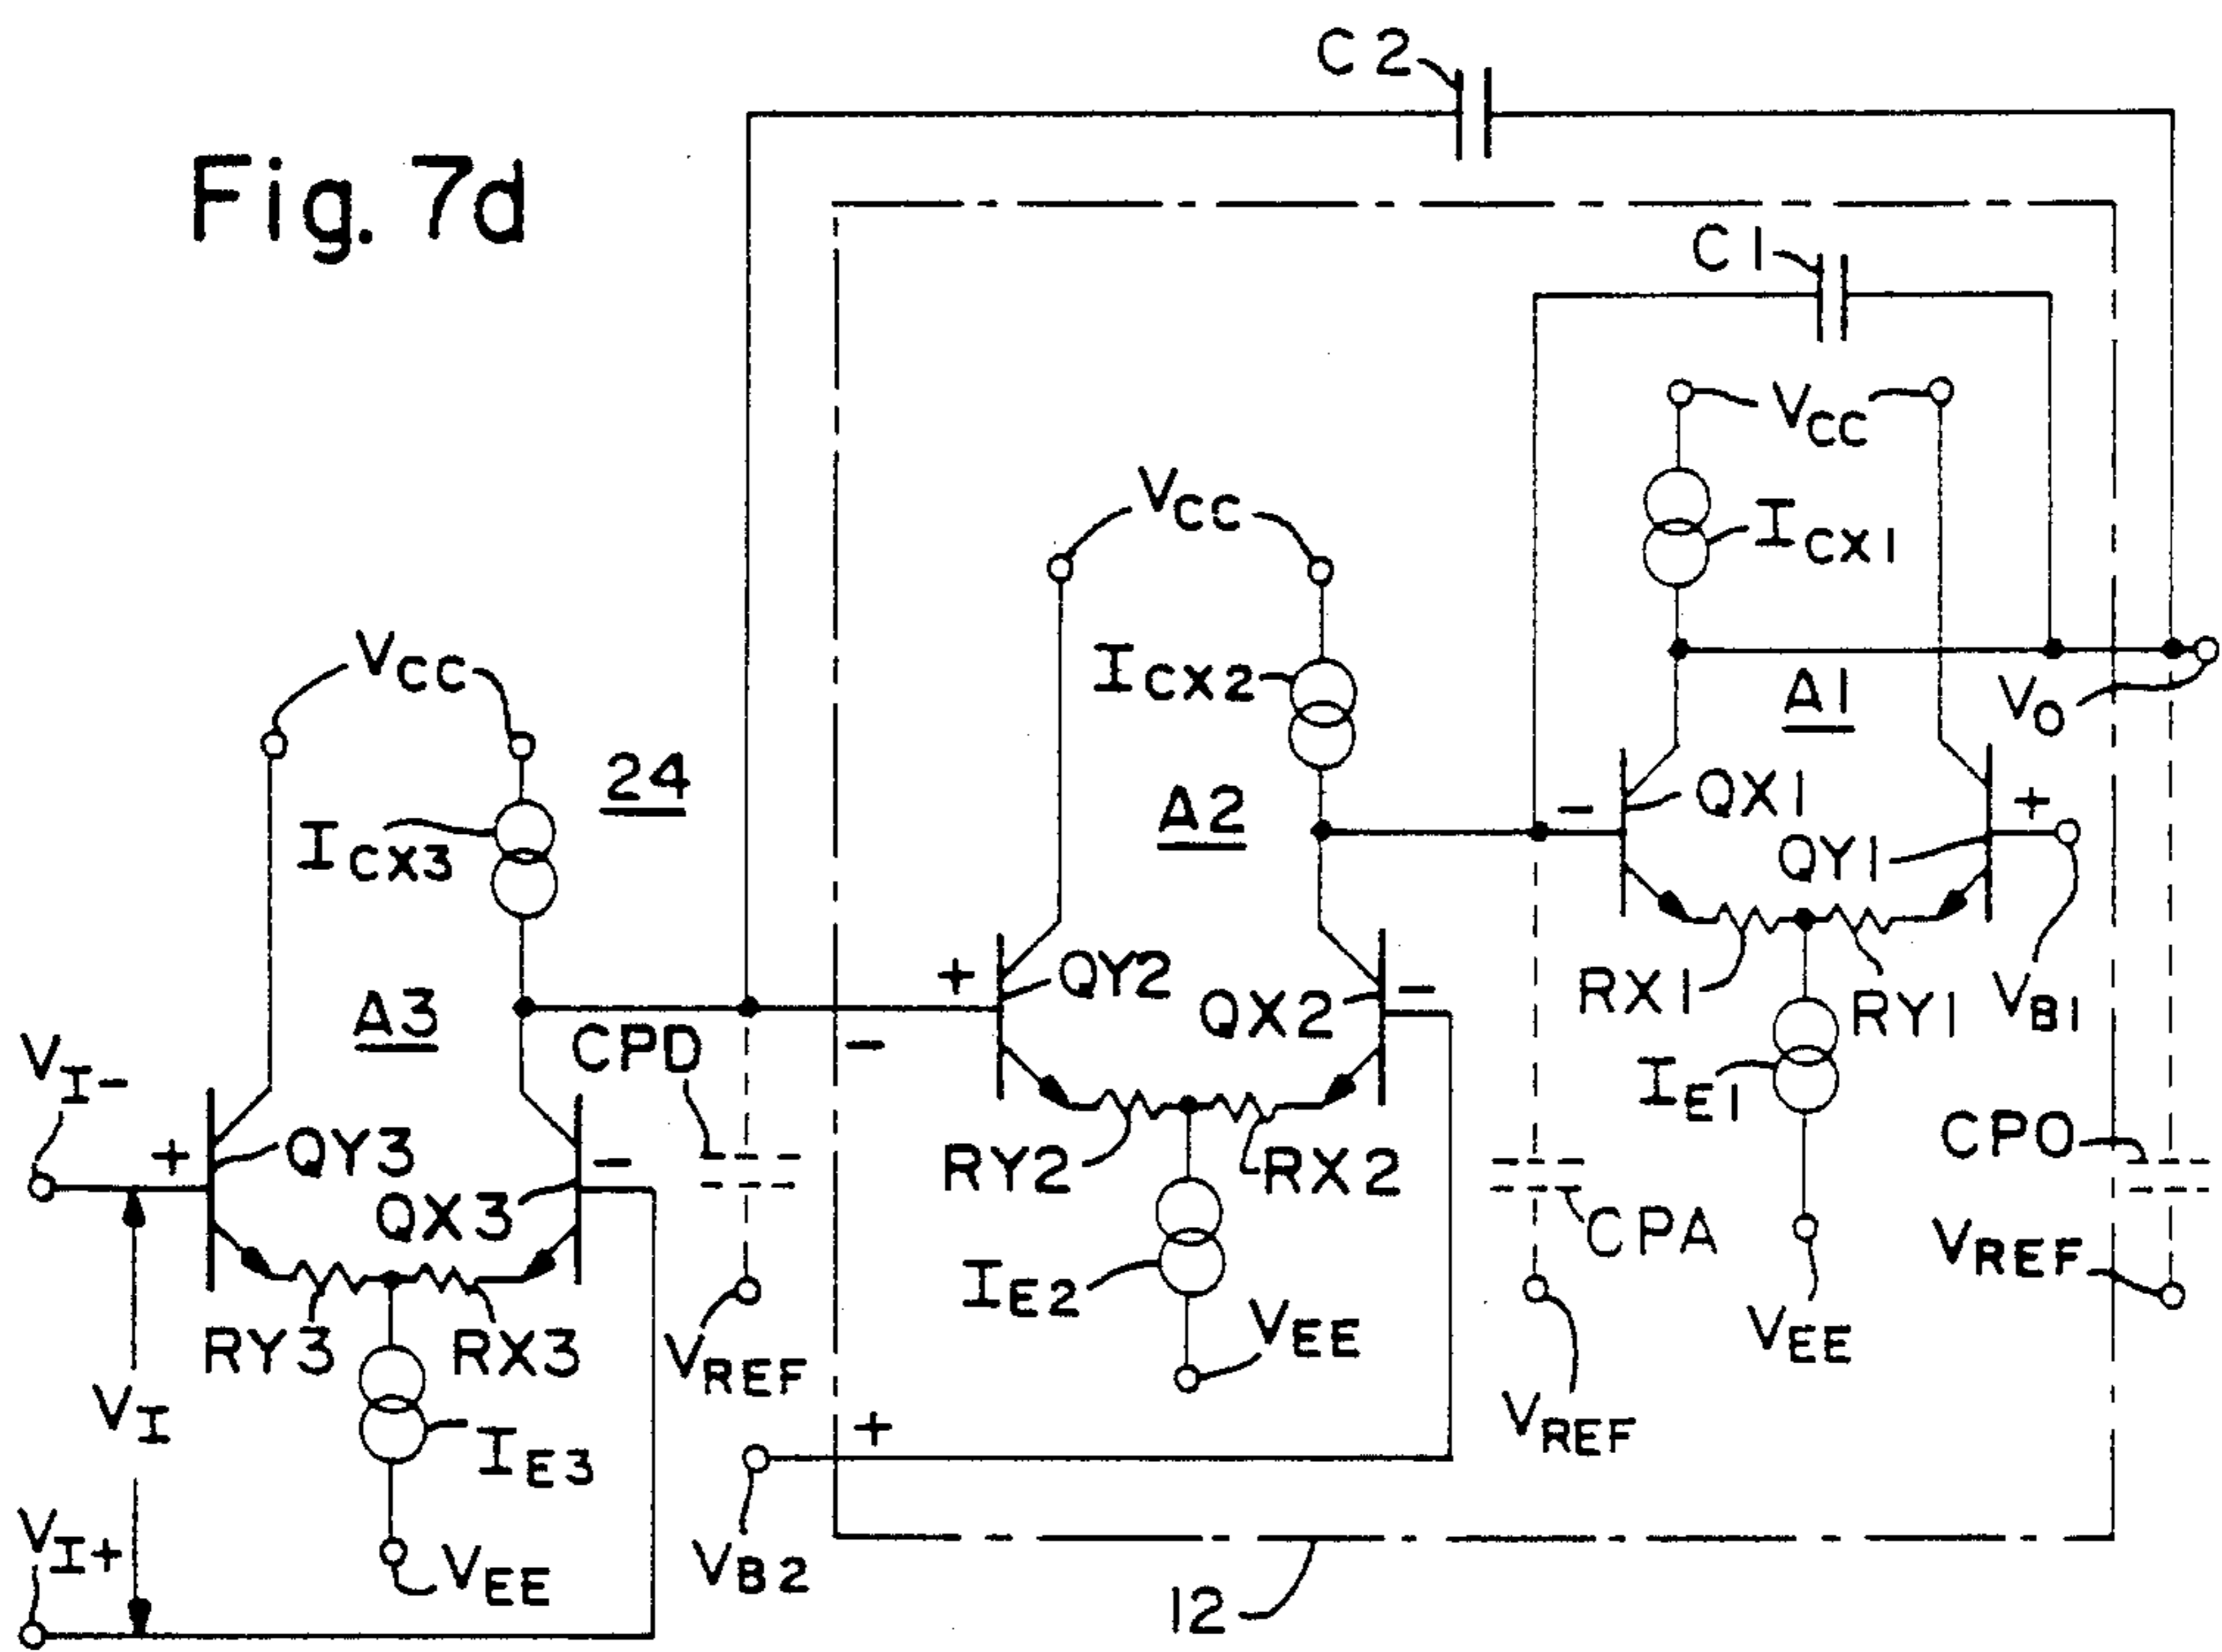 Fig. 7d
C2
C1
VCC
ICX1
VCC
ICX2
A1
VO
VCC
24
ICX3
A2
-
QX1
+
QY1
A3
CPD
+
QY2
QX2
-
-
RX1
RY1
VB1
IE1
VI-
+
QY3
QX3
-
RY2
RX2
CPA
CPO
VREF
IE2
VEE
VEE
RY3
RX3
VREF
VI
IE3
+
VREF
VI+
VEE
VB2
12